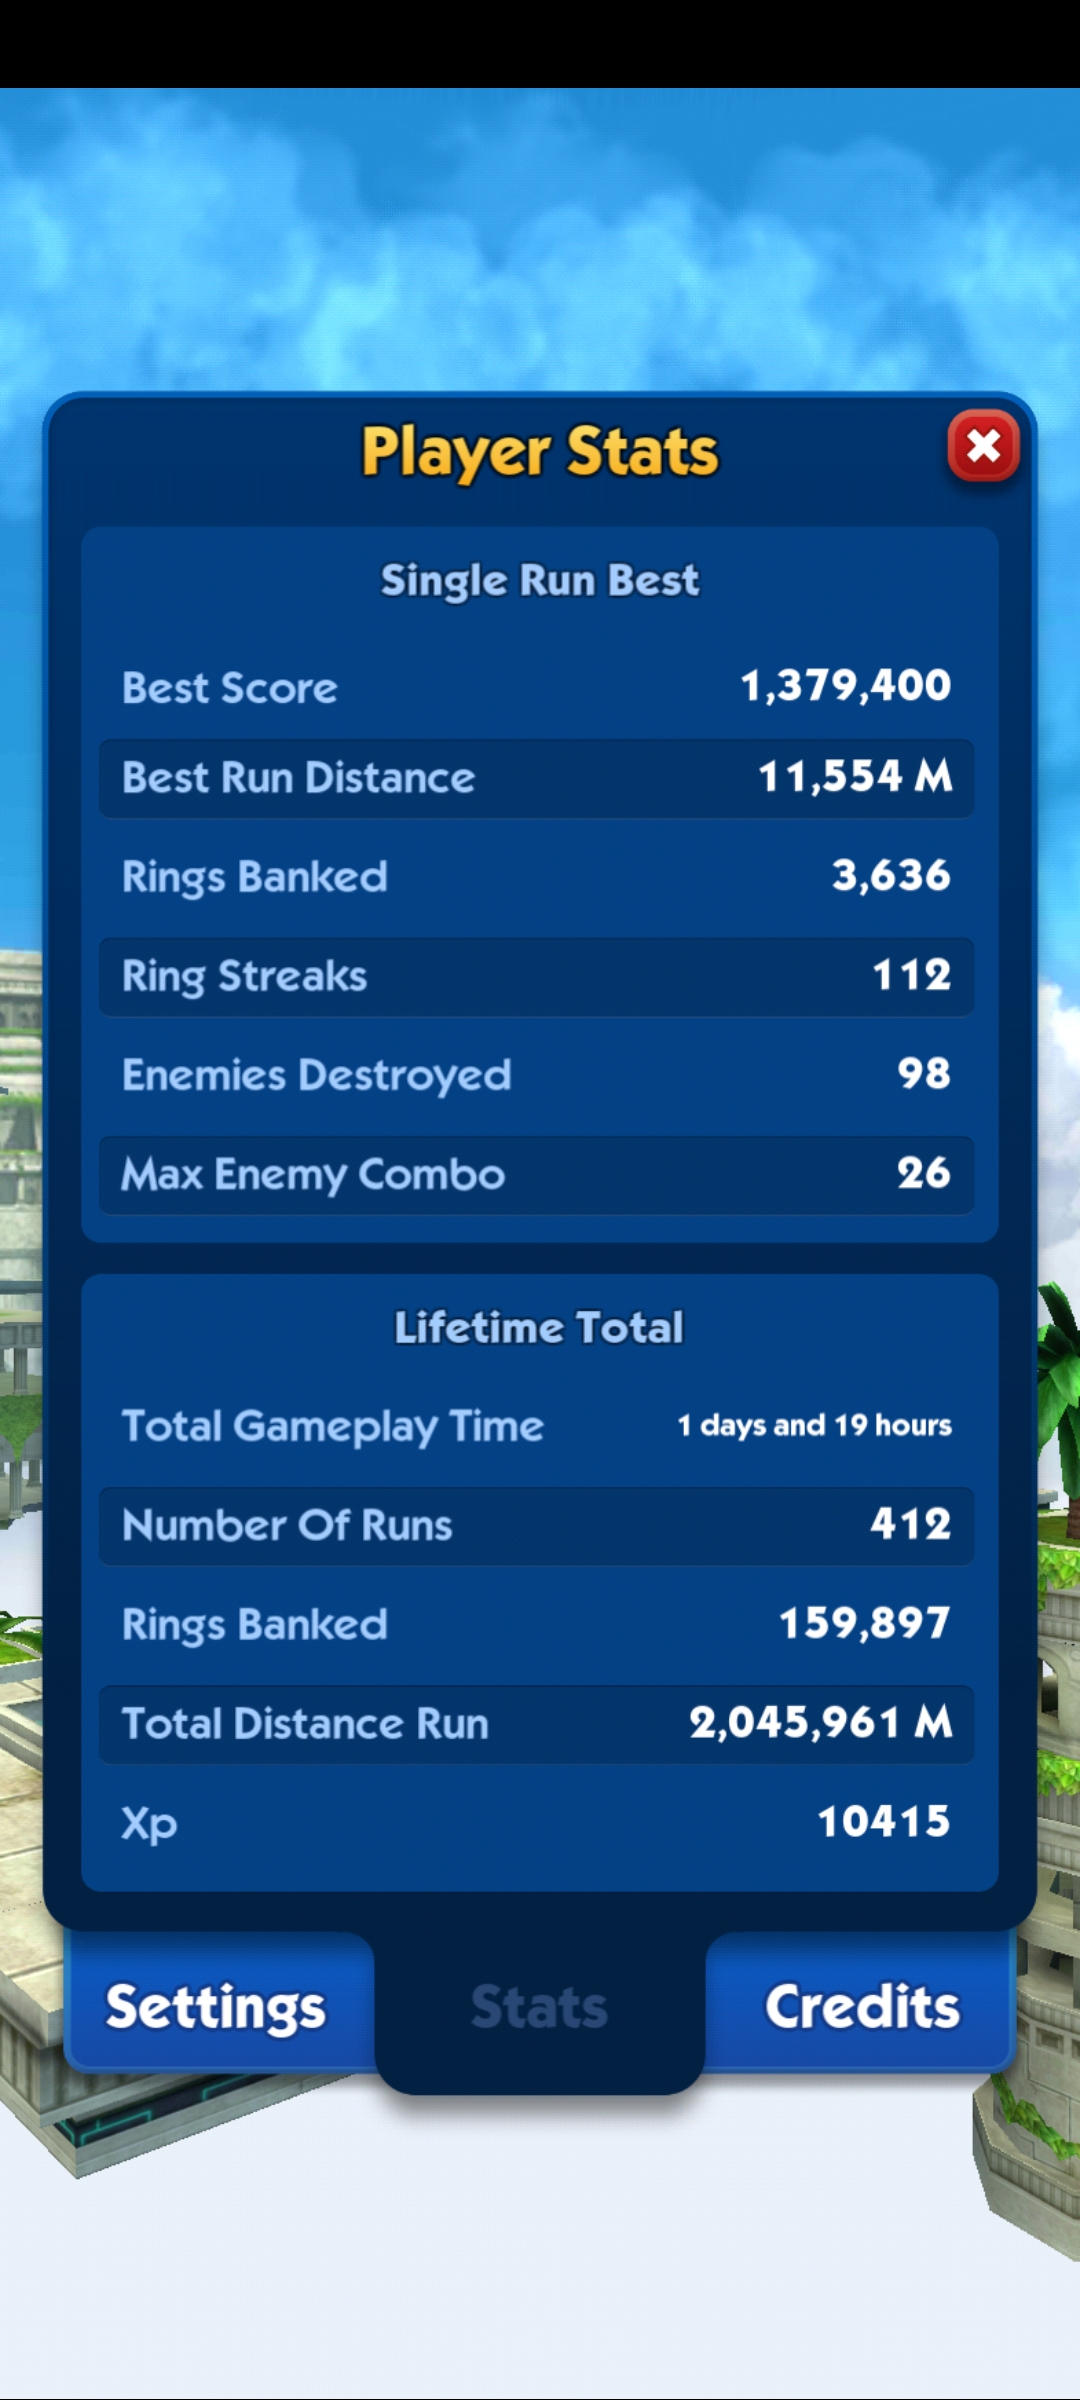 Player Stats
Single Run Best
Best Score 1,379,400
Best Run Distance 11,554 M
Rings Banked 3,636
Ring Streaks 112
Enemies Destroyed 98
Max Enemy Combo 26
Lifetime Total
Total Gameplay Time 1 days and 19 hours
Number Of Runs 412
Rings Banked 159,897
Total Distance Run 2,045,961 M
Xp 10415
Settings Stats Credits